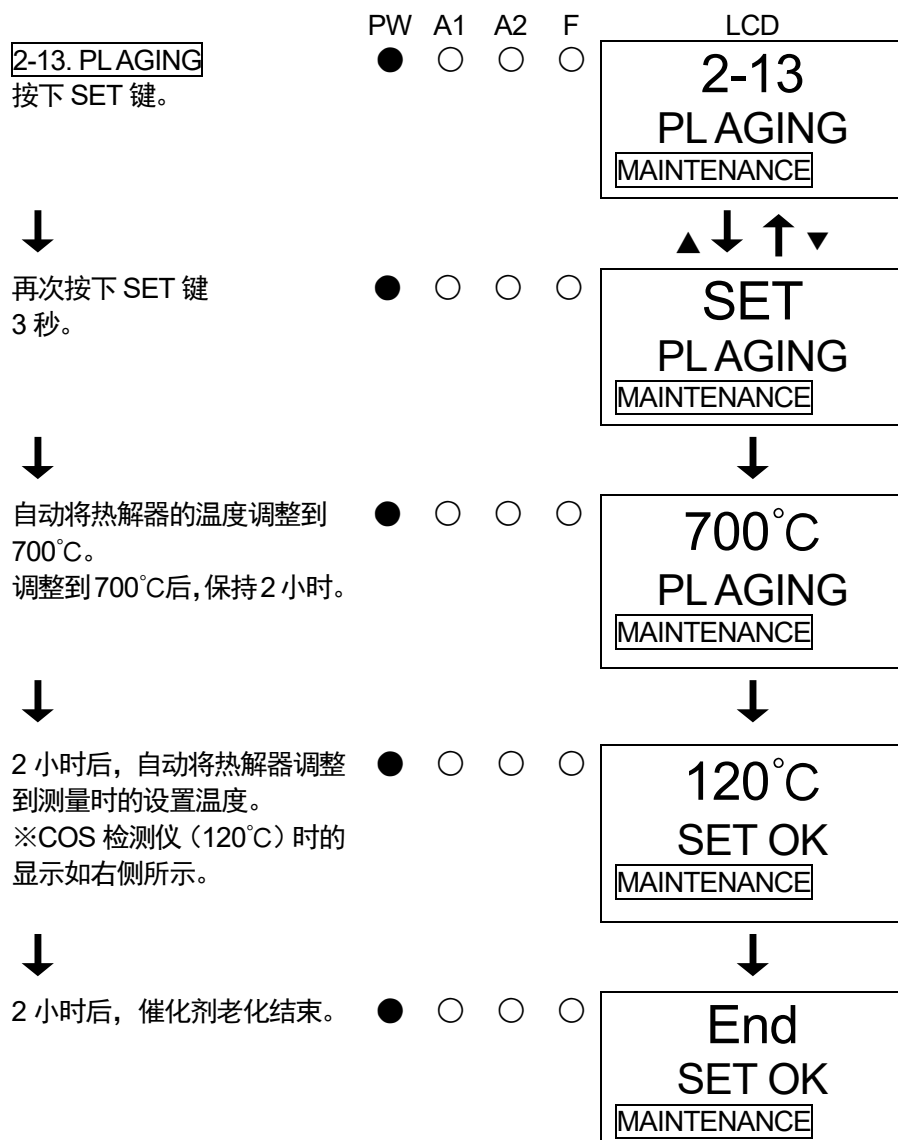 PW A1 A2 F LCD
2-13. PL AGING
按下 SET 键。
● ○ ○ ○
2-13
PL AGING
MAINTENANCE
↓
▲ ↓ ↑ ▼
再次按下 SET 键
3 秒。
● ○ ○ ○
SET
PL AGING
MAINTENANCE
↓
↓
自动将热解器的温度调整到
700℃。
调整到 700℃后,保持 2 小时。
● ○ ○ ○
700℃
PL AGING
MAINTENANCE
↓
↓
2 小时后，自动将热解器调整
到测量时的设置温度。
※COS 检测仪（120℃）时的
显示如右侧所示。
● ○ ○ ○
120℃
SET OK
MAINTENANCE
↓
↓
2 小时后，催化剂老化结束。
● ○ ○ ○
End
SET OK
MAINTENANCE